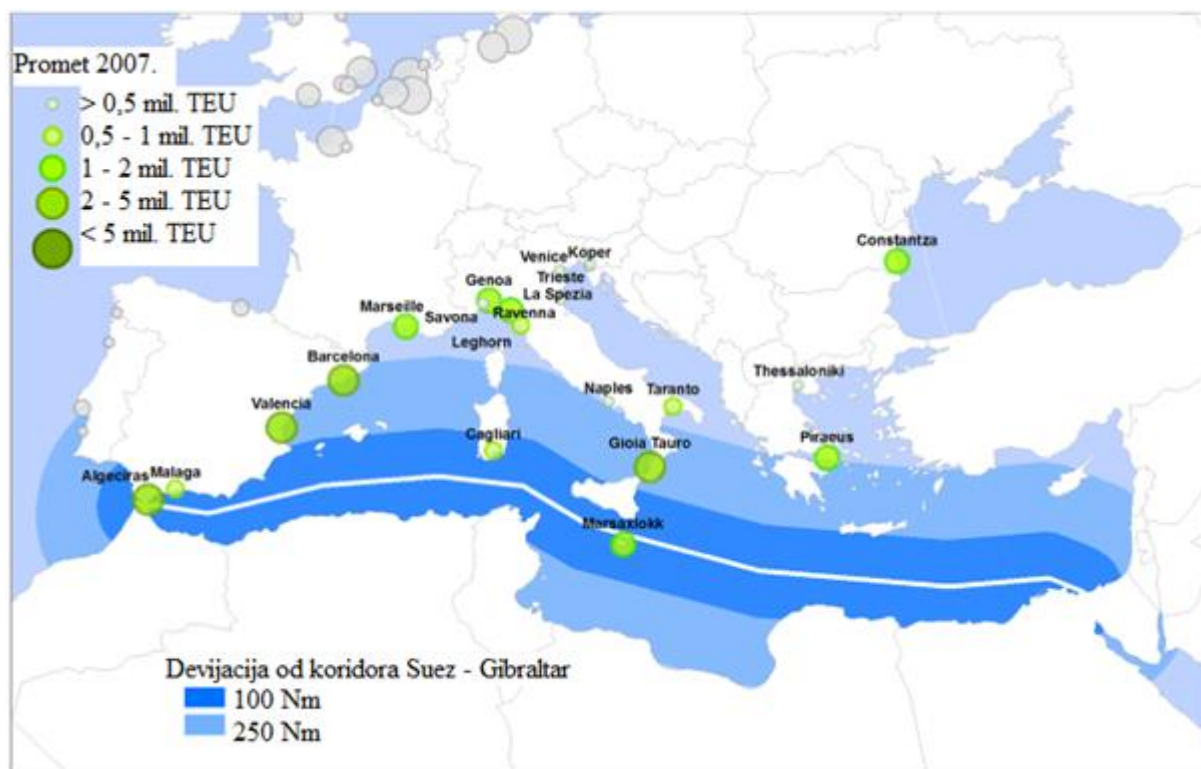 Promet 2007.
> 0,5 mil. TEU
0,5 - 1 mil. TEU
1 - 2 mil. TEU
2 - 5 mil. TEU
< 5 mil. TEU
Constantza
Venice
Koper
Trieste
Genoa
La Spezia
Marseille
Savona
Ravenna
Leghorn
Barcelona
Thessaloniki
Naples
Taranto
Valencia
Cagliari
Gioia Tauro
Piraeus
Algeciras
Malaga
Marsaxlokk
Devijacija od koridora Suez - Gibraltar
100 Nm
250 Nm